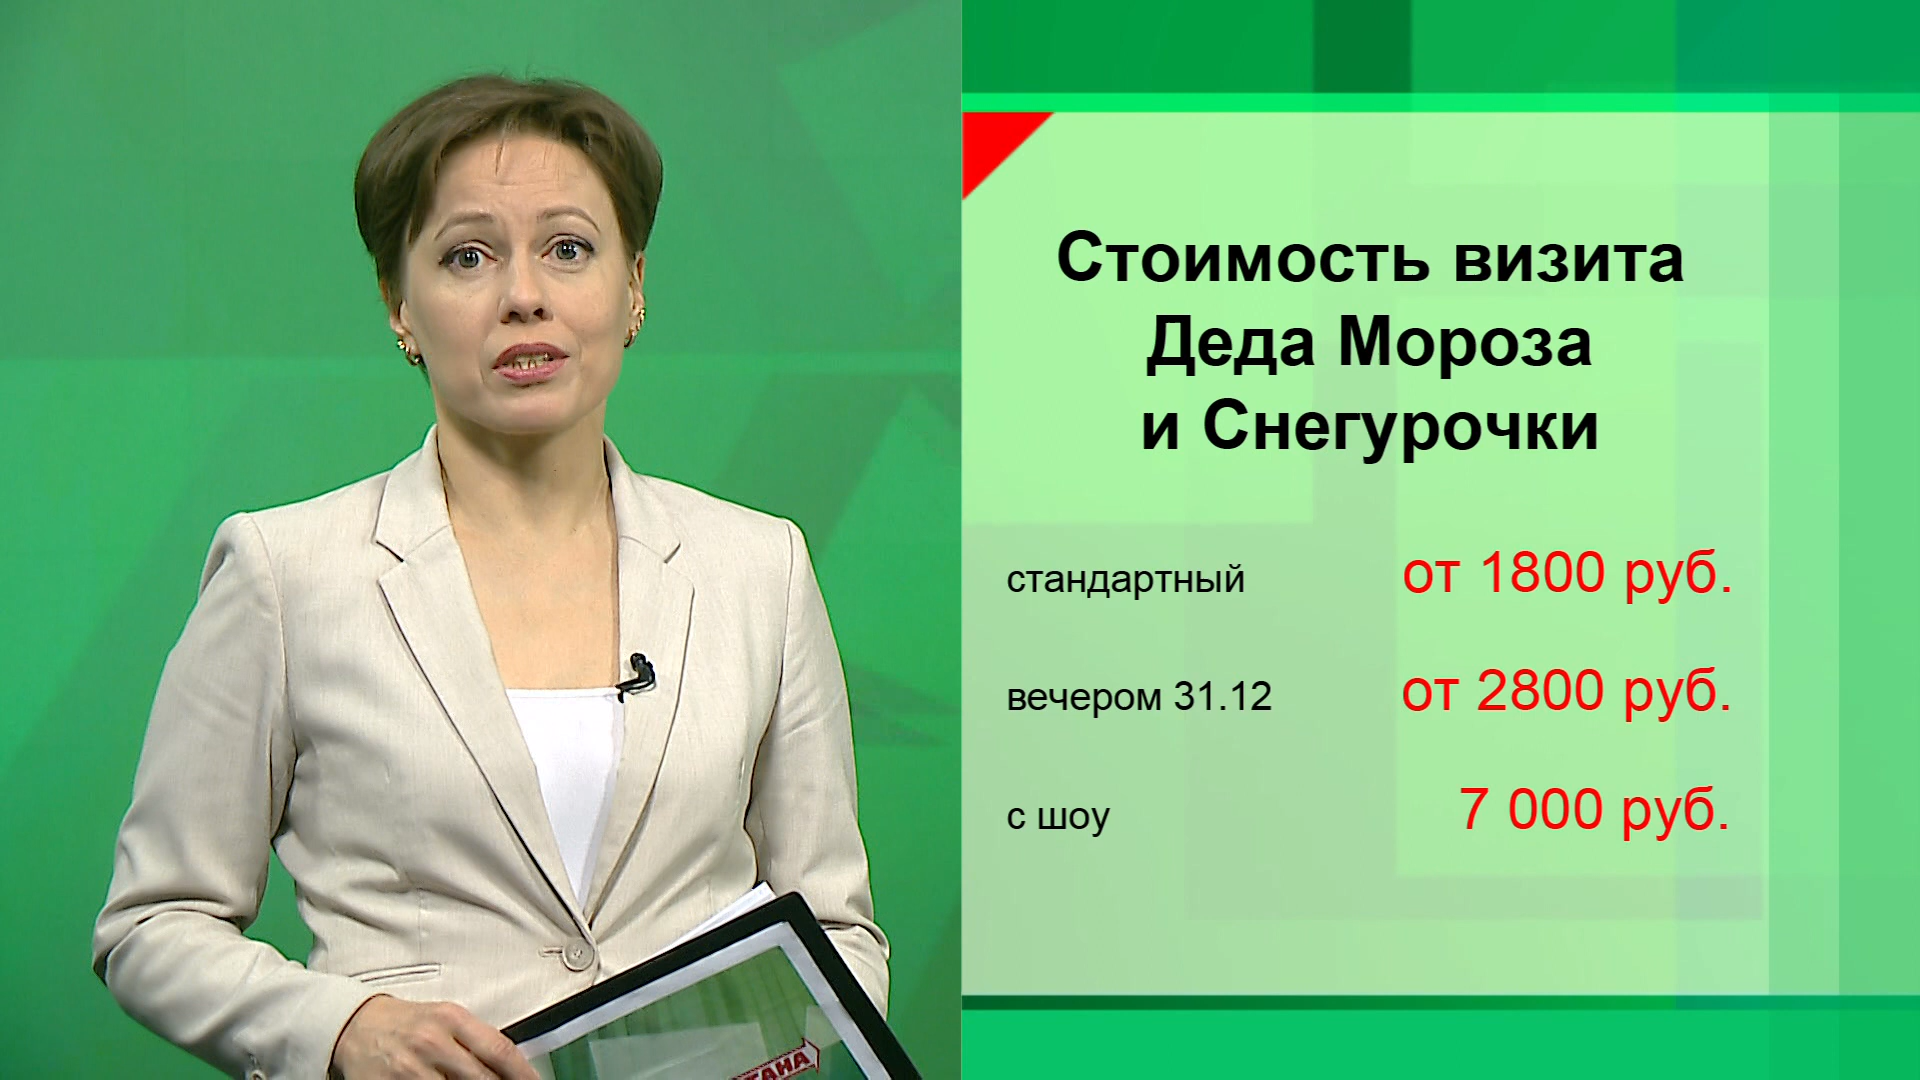 Стоимость визита
Деда Мороза
и Снегурочки
стандартный от 1800 руб.
вечером 31.12 от 2800 руб.
с шоу 7 000 руб.